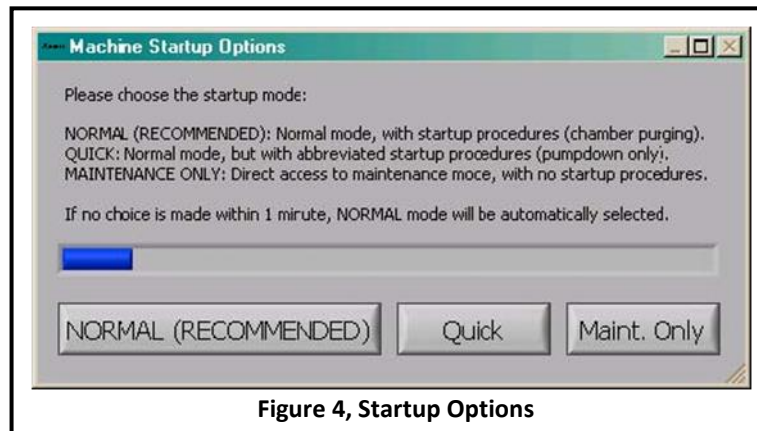 Machine Startup Options
Please choose the startup mode:
NORMAL (RECOMMENDED): Normal mode, with startup procedures (chamber purging).
QUICK: Normal mode, but with abbreviated startup procedures (pumpdown only).
MAINTENANCE ONLY: Direct access to maintenance moce, with no startup procedures.
If no choice is made within 1 mirute, NORMAL mode will be automatically selected.
NORMAL (RECOMMENDED) Quick Maint. Only
Figure 4, Startup Options